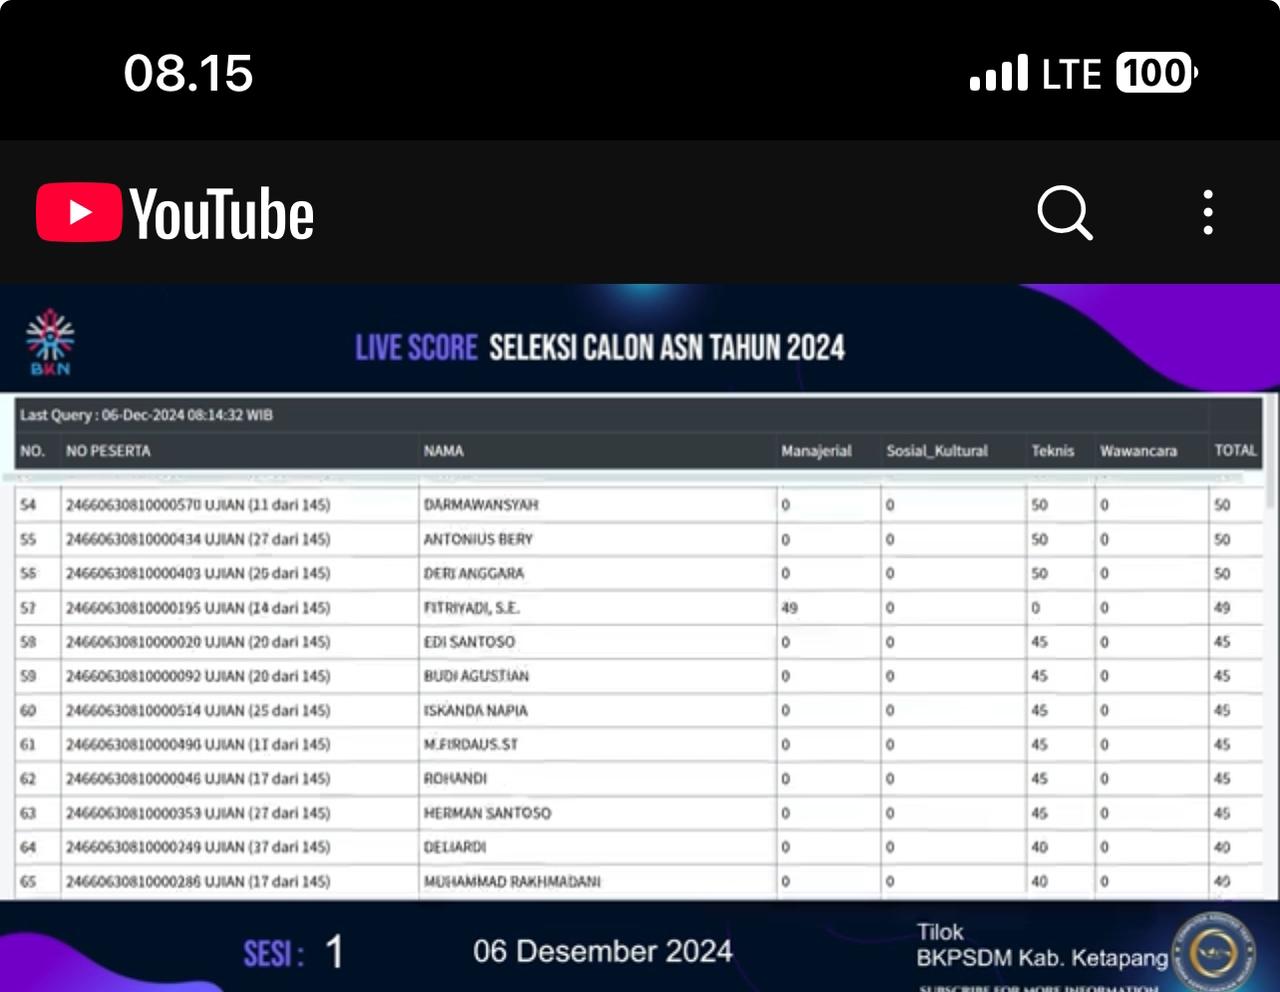 08.15
LTE 100
YouTube
BKN
LIVE SCORE SELEKSI CALON ASN TAHUN 2024
Last Query : 06-Dec-2024 08:14:32 WIB
NO. NO PESERTA NAMA Manajerial Sosial_Kultural Teknis Wawancara TOTAL
54 24660630810000570 UJIAN (11 dari 145) DARMAWANSYAH 0 0 50 0 50
55 24660630810000434 UJIAN (27 dari 145) ANTONIUS BERY 0 0 50 0 50
56 24660630810000403 UJIAN (26 dari 145) DERI ANGGARA 0 0 50 0 50
57 24660630810000195 UJIAN (14 dari 145) FITRIYADI, S.E. 49 0 0 0 49
58 24660630810000020 UJIAN (20 dari 145) EDI SANTOSO 0 0 45 0 45
59 24660630810000092 UJIAN (20 dari 145) BUDI AGUSTIAN 0 0 45 0 45
60 24660630810000514 UJIAN (25 dari 145) ISKANDA NAPIA 0 0 45 0 45
61 24660630810000496 UJIAN (11 dari 145) M.FIRDAUS.ST 0 0 45 0 45
62 24660630810000046 UJIAN (17 dari 145) ROHANDI 0 0 45 0 45
63 24660630810000353 UJIAN (27 dari 145) HERMAN SANTOSO 0 0 45 0 45
64 24660630810000249 UJIAN (37 dari 145) DELIARDI 0 0 40 0 40
65 24660630810000286 UJIAN (17 dari 145) MUHAMMAD RAKHMADANI 0 0 40 0 40
SESI : 1
06 Desember 2024
Tilok
BKPSDM Kab. Ketapang
SUBSCRIBE FOR MORE INFORMATION